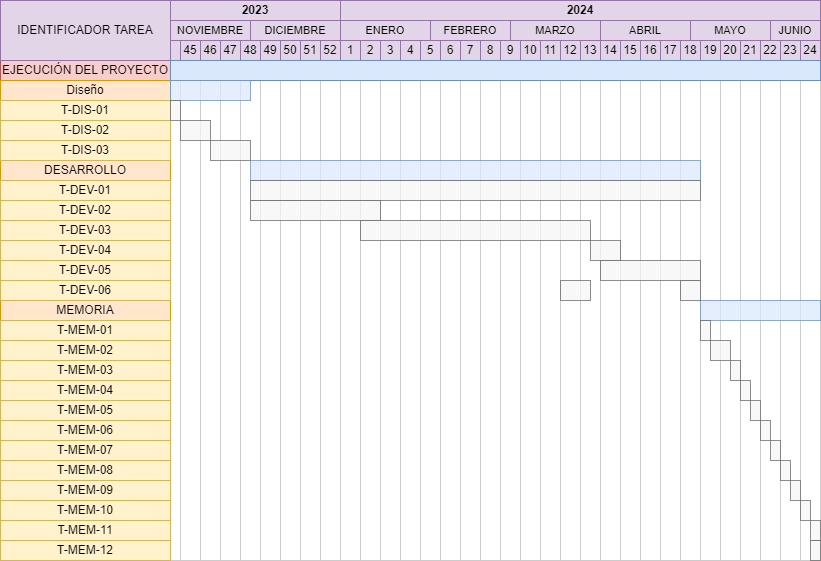 IDENTIFICADOR TAREA
2023 2024
NOVIEMBRE DICIEMBRE ENERO FEBRERO MARZO ABRIL MAYO JUNIO
45 46 47 48 49 50 51 52 1 2 3 4 5 6 7 8 9 10 11 12 13 14 15 16 17 18 19 20 21 22 23 24
EJECUCIÓN DEL PROYECTO
Diseño
T-DIS-01
T-DIS-02
T-DIS-03
DESARROLLO
T-DEV-01
T-DEV-02
T-DEV-03
T-DEV-04
T-DEV-05
T-DEV-06
MEMORIA
T-MEM-01
T-MEM-02
T-MEM-03
T-MEM-04
T-MEM-05
T-MEM-06
T-MEM-07
T-MEM-08
T-MEM-09
T-MEM-10
T-MEM-11
T-MEM-12